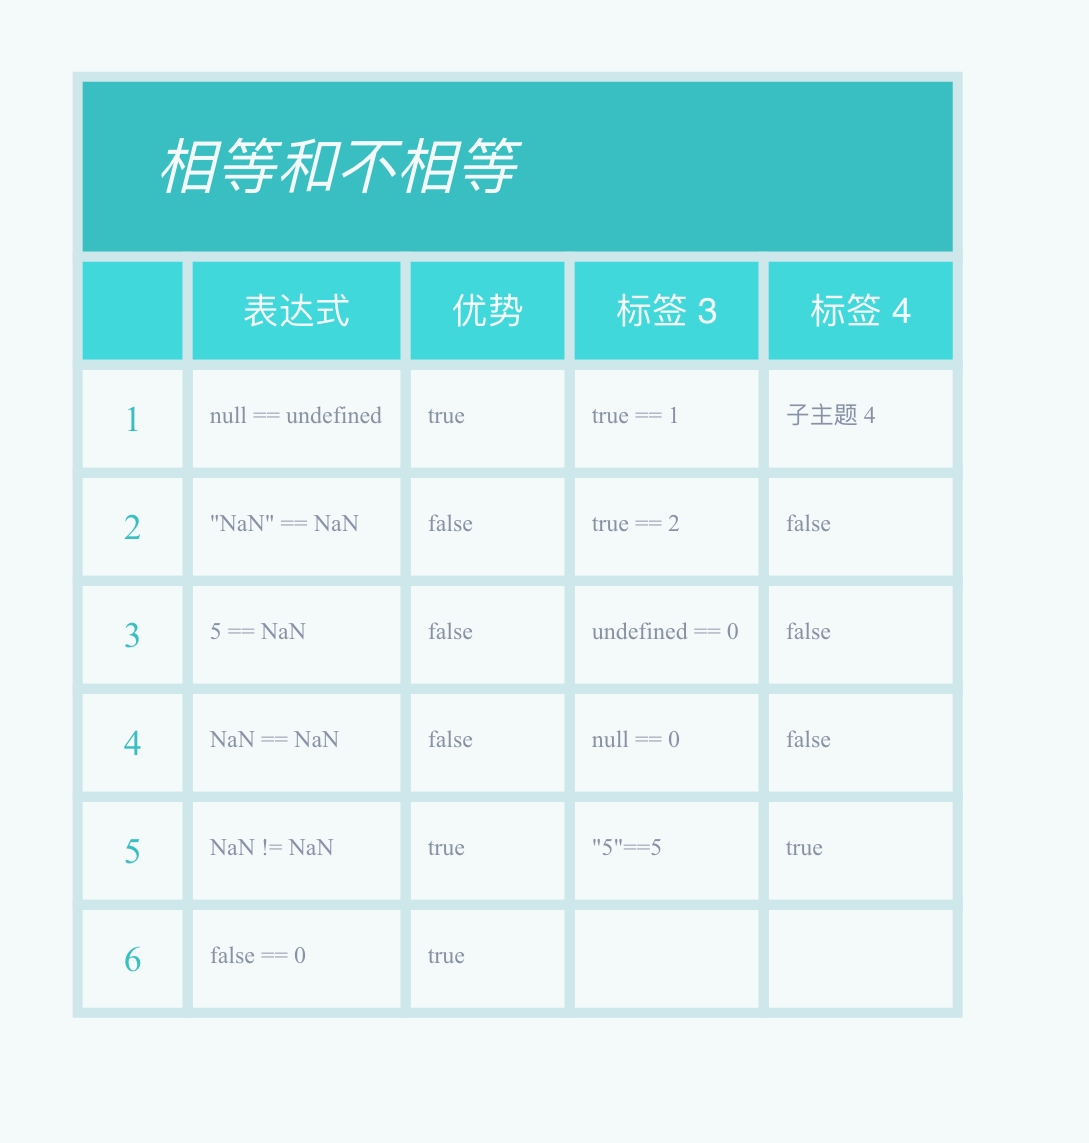 相等和不相等
表达式 优势 标签 3 标签 4
1 null == undefined true true == 1 子主题 4
2 "NaN" == NaN false true == 2 false
3 5 == NaN false undefined == 0 false
4 NaN == NaN false null == 0 false
5 NaN != NaN true "5"==5 true
6 false == 0 true